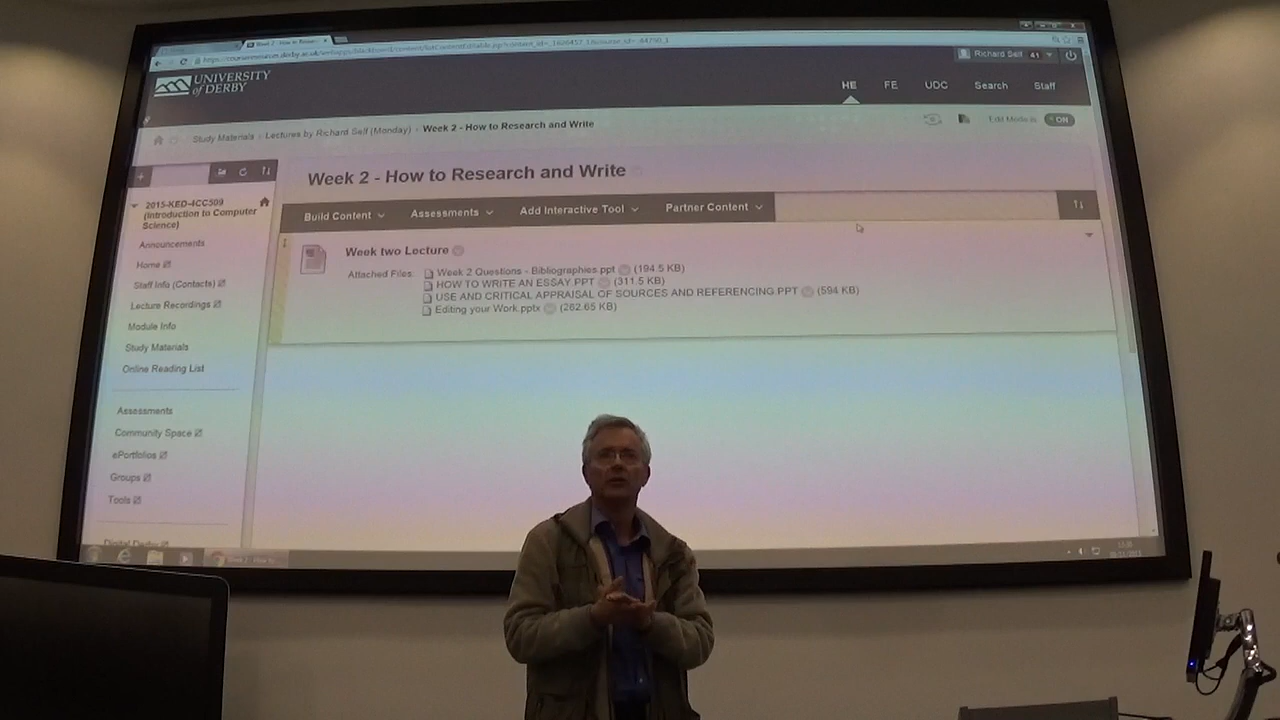 Richard Self 41
UNIVERSITY
of DERBY
HE FE UDC Search Staff
Study Materials Lectures by Richard Self (Monday) Week 2 - How to Research and Write
Edit Mode is ON
Week 2 - How to Research and Write
Build Content Assessments Add Interactive Tool Partner Content
Week two Lecture
Attached Files: Week 2 Questions - Bibliographies.ppt (194.5 KB)
HOW TO WRITE AN ESSAY.PPT (311.5 KB)
USE AND CRITICAL APPRAISAL OF SOURCES AND REFERENCING.PPT (594 KB)
Editing your Work.pptx (262.65 KB)
2015-KED-4CC509
(Introduction to Computer
Science)
Announcements
Home
Staff Info (Contacts)
Lecture Recordings
Module Info
Study Materials
Online Reading List
Assessments
Community Space
ePortfolios
Groups
Tools
Digital Derby